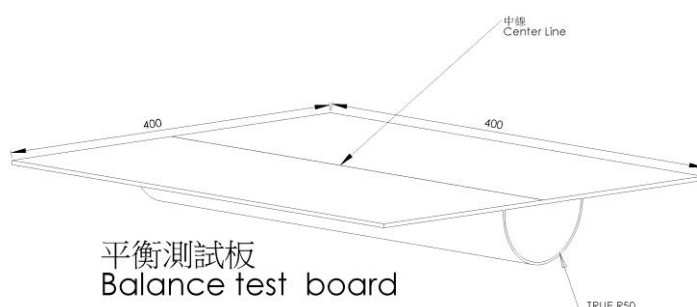 中線
Center Line
400
400
平衡測試板
Balance test board
TRUE R50